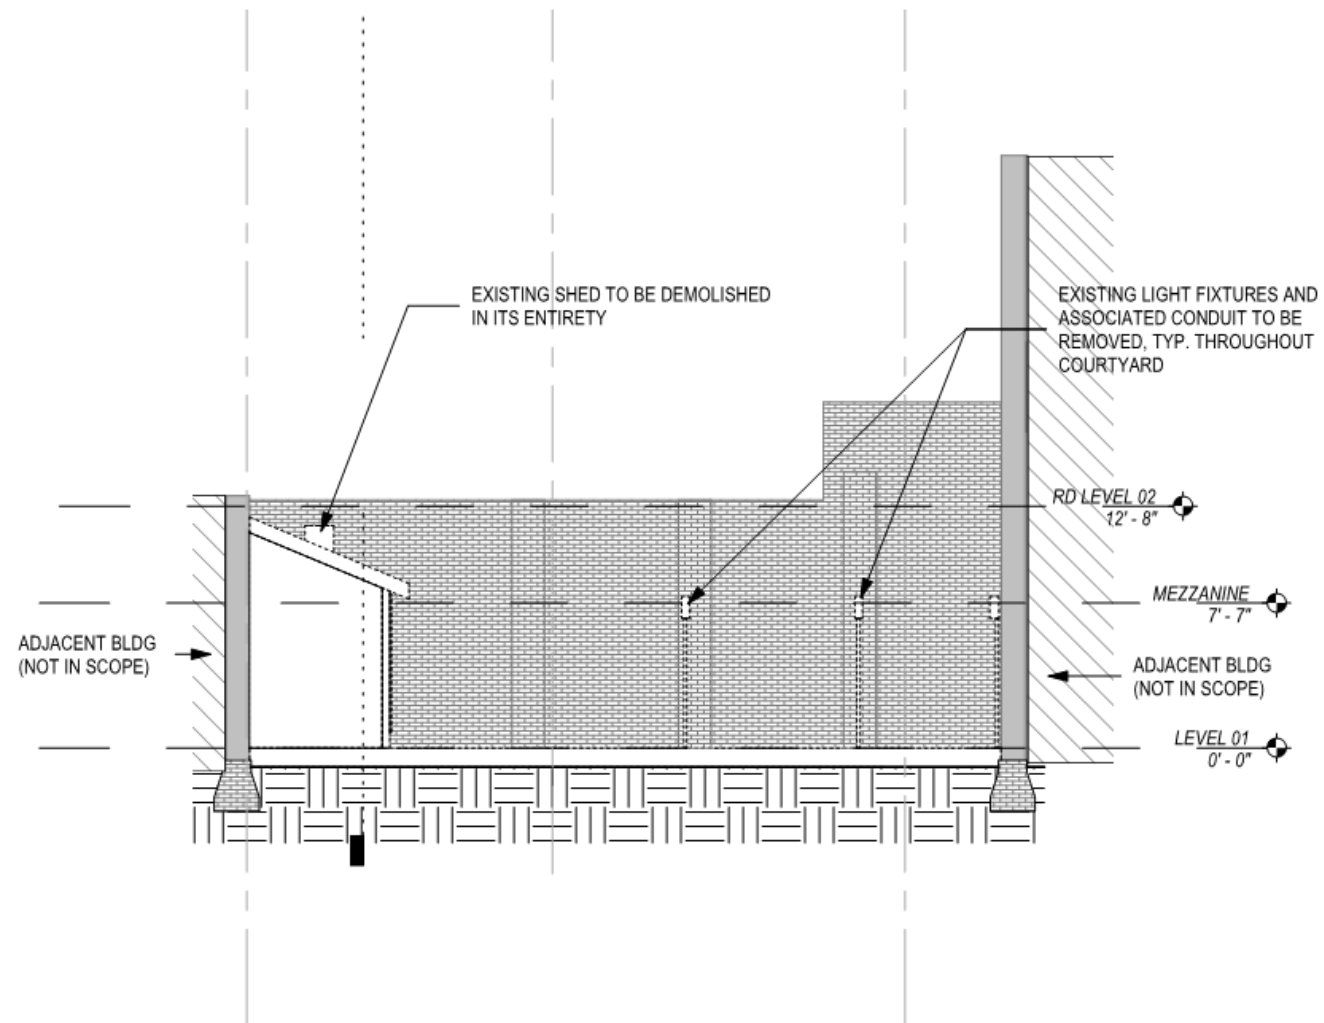 EXISTING SHED TO BE DEMOLISHED
IN ITS ENTIRETY
EXISTING LIGHT FIXTURES AND
ASSOCIATED CONDUIT TO BE
REMOVED, TYP. THROUGHOUT
COURTYARD
RD LEVEL 02
12' - 8"
MEZZANINE
7' - 7"
ADJACENT BLDG
(NOT IN SCOPE)
ADJACENT BLDG
(NOT IN SCOPE)
LEVEL 01
0' - 0"